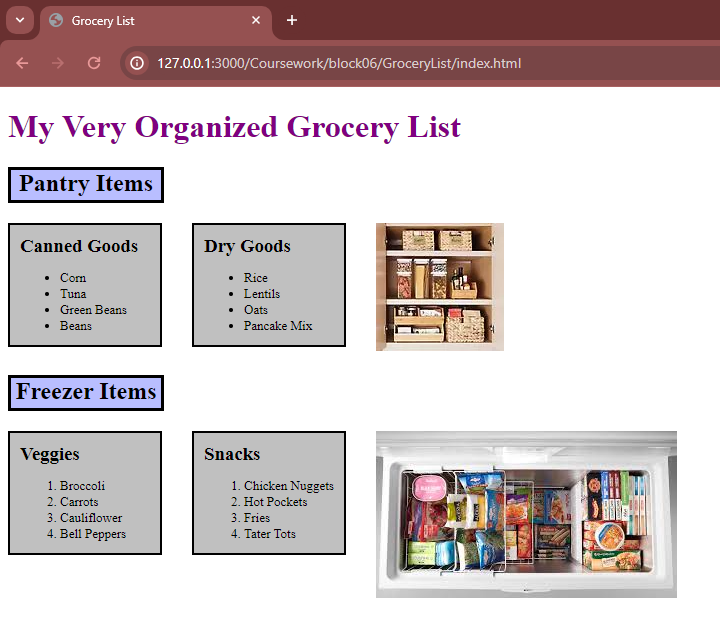 Grocery List
127.0.0.1:3000/Coursework/block06/GroceryList/index.html
My Very Organized Grocery List
Pantry Items
Canned Goods
• Corn
• Tuna
• Green Beans
• Beans
Dry Goods
• Rice
• Lentils
• Oats
• Pancake Mix
Freezer Items
Veggies
1. Broccoli
2. Carrots
3. Cauliflower
4. Bell Peppers
Snacks
1. Chicken Nuggets
2. Hot Pockets
3. Fries
4. Tater Tots